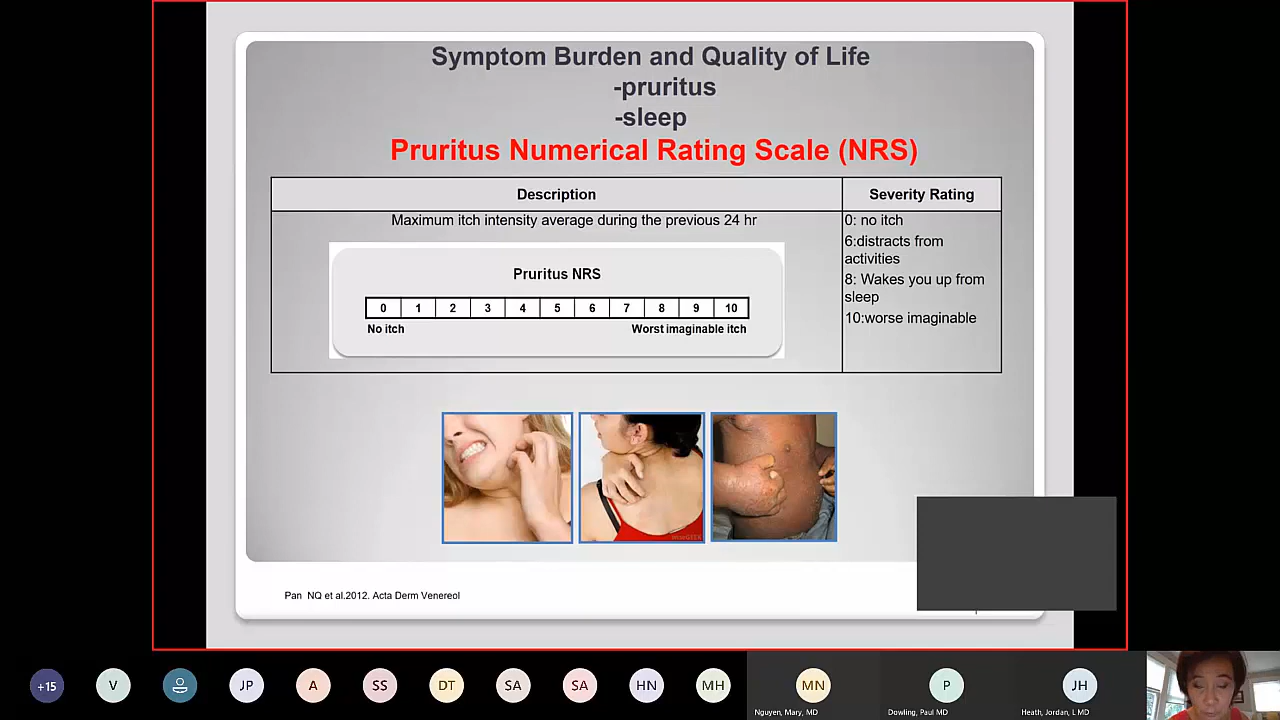 Symptom Burden and Quality of Life
-pruritus
-sleep
Pruritus Numerical Rating Scale (NRS)
Description
Severity Rating
Maximum itch intensity average during the previous 24 hr
Pruritus NRS
0 1 2 3 4 5 6 7 8 9 10
No itch
Worst imaginable itch
0: no itch
6:distracts from
activities
8: Wakes you up from
sleep
10:worse imaginable
Pan NQ et al.2012. Acta Derm Venereol
+15
V
JP
A
SS
DT
SA
SA
HN
MH
MN
P
JH
Nguyen, Mary, MD
Dowling, Paul MD
Heath, Jordan, L MD